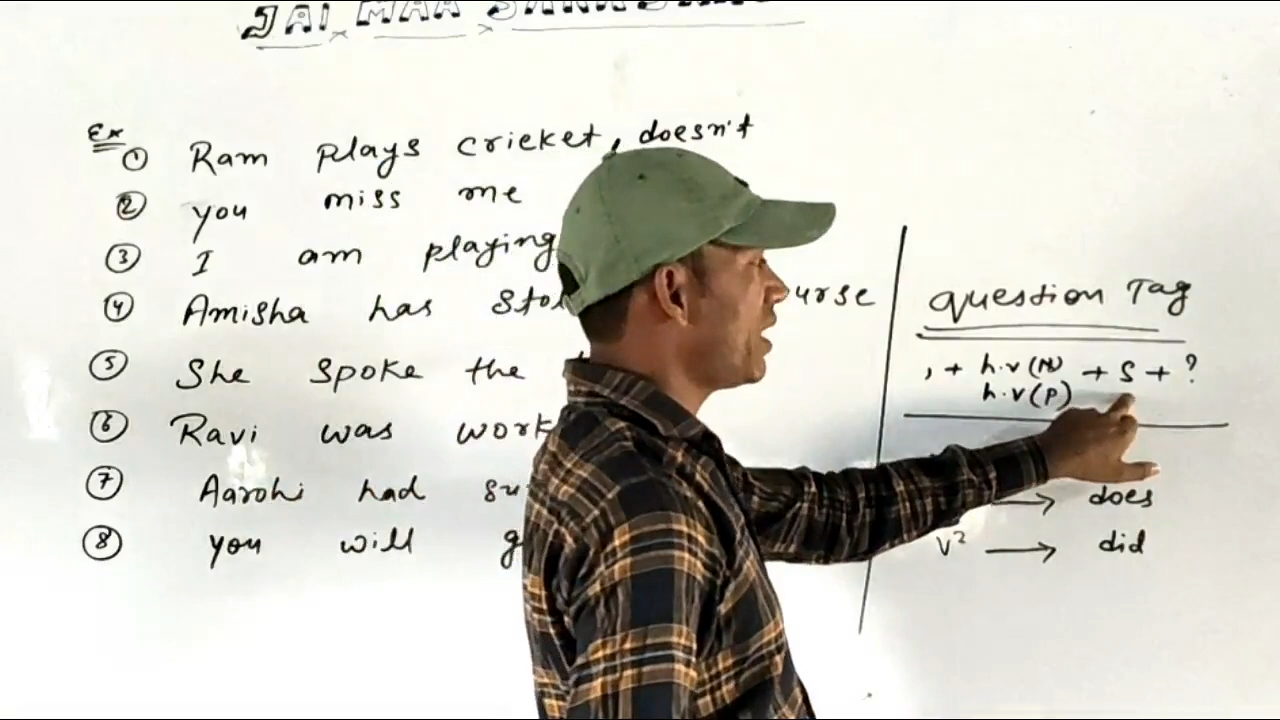 JAI MAA
Ex
① Ram plays cricket, doesn't
② you miss me
③ I am playing
④ Amisha has
⑤ She spoke the
⑥ Ravi was
⑦ Aarohi had
⑧ you will
Question Tag
, + h.v(N) + S + ?
h.v(P)
→ does
V² → did